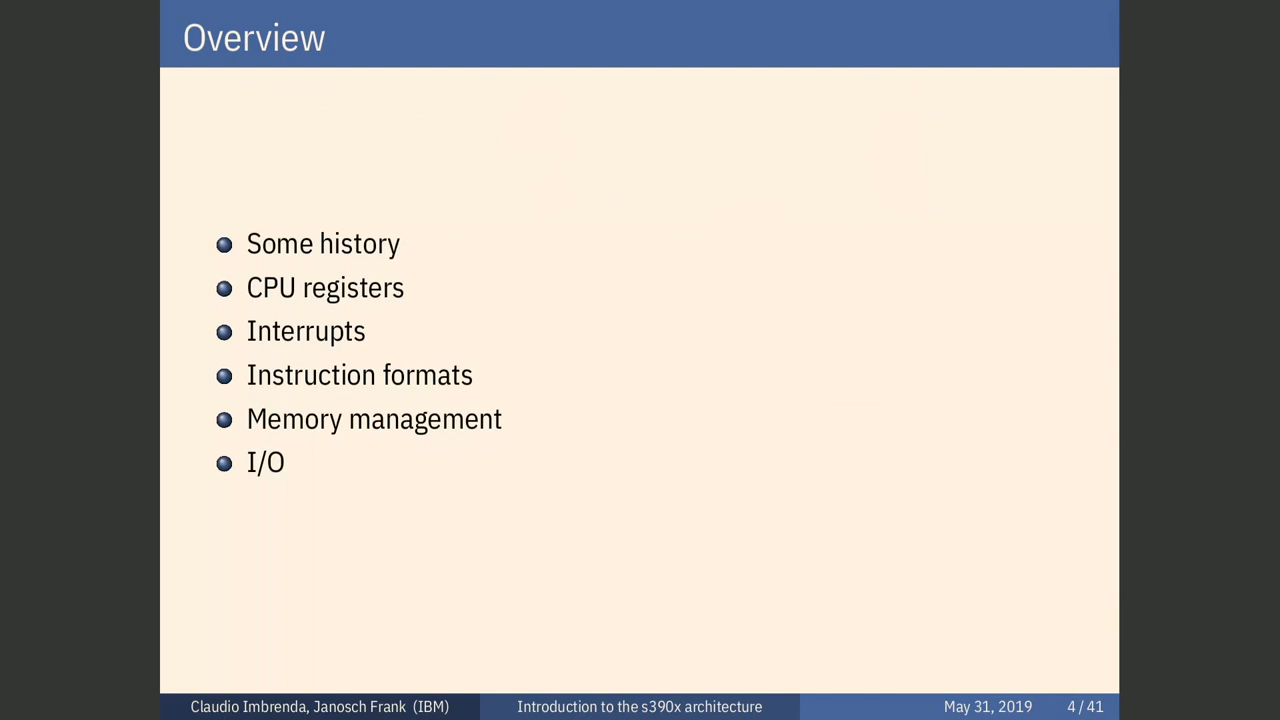 Overview
Some history
CPU registers
Interrupts
Instruction formats
Memory management
I/O
Claudio Imbrenda, Janosch Frank (IBM) Introduction to the s390x architecture May 31, 2019 4 / 41